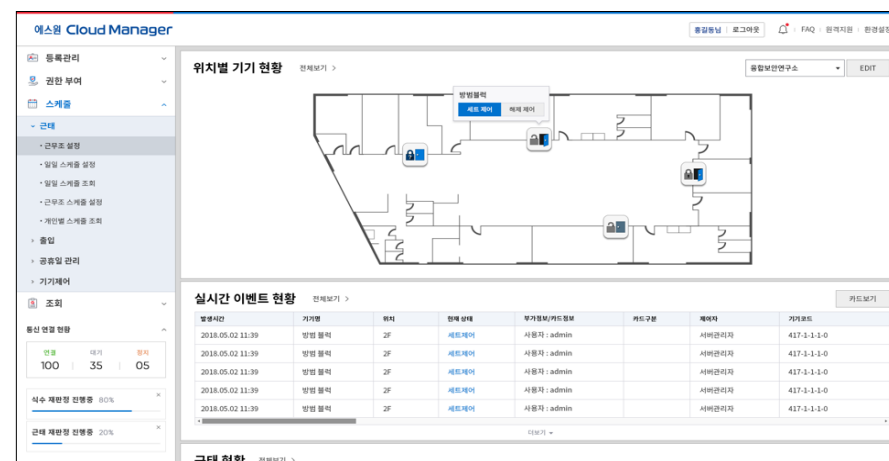 에스원 Cloud Manager
홍길동님 | 로그아웃 FAQ 원격지원 환경설정
등록관리
권한 부여
스케줄
근태
· 근무조 설정
· 일일 스케줄 설정
· 일일 스케줄 조회
· 근무조 스케줄 설정
· 개인별 스케줄 조회
출입
공휴일 관리
기기제어
조회
통신 연결 현황
연결 대기 정지
100 35 05
식수 재판정 진행중 80%
근태 재판정 진행중 20%
위치별 기기 현황 전체보기 >
융합보안연구소 EDIT
방범블럭
세트 제어 해제 제어
실시간 이벤트 현황 전체보기 >
카드보기
발생시간 기기명 위치 현재 상태 부가정보/카드정보 카드구분 제어자 기기코드
2018.05.02 11:39 방범 블럭 2F 세트제어 사용자 : admin 서버관리자 417-1-1-1-0
2018.05.02 11:39 방범 블럭 2F 세트제어 사용자 : admin 서버관리자 417-1-1-1-0
2018.05.02 11:39 방범 블럭 2F 세트제어 사용자 : admin 서버관리자 417-1-1-1-0
2018.05.02 11:39 방범 블럭 2F 세트제어 사용자 : admin 서버관리자 417-1-1-1-0
2018.05.02 11:39 방범 블럭 2F 세트제어 사용자 : admin 서버관리자 417-1-1-1-0
더보기
근태 현황 전체보기 >